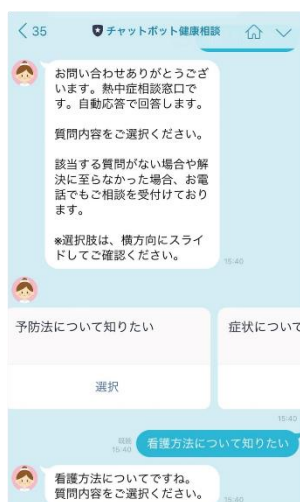 35
チャットボット健康相談
お問い合わせありがとうござ
います。熱中症相談窓口で
す。自動応答で回答します。
質問内容をご選択ください。
該当する質問がない場合や解
決に至らなかった場合、お電
話でもご相談を受付けており
ます。
※選択肢は、横方向にスライ
ドしてご確認ください。
15:40
予防法について知りたい
症状について
選択
15:40
既読
15:40
看護方法について知りたい
看護方法についてですね。
質問内容をご選択ください。
15:40